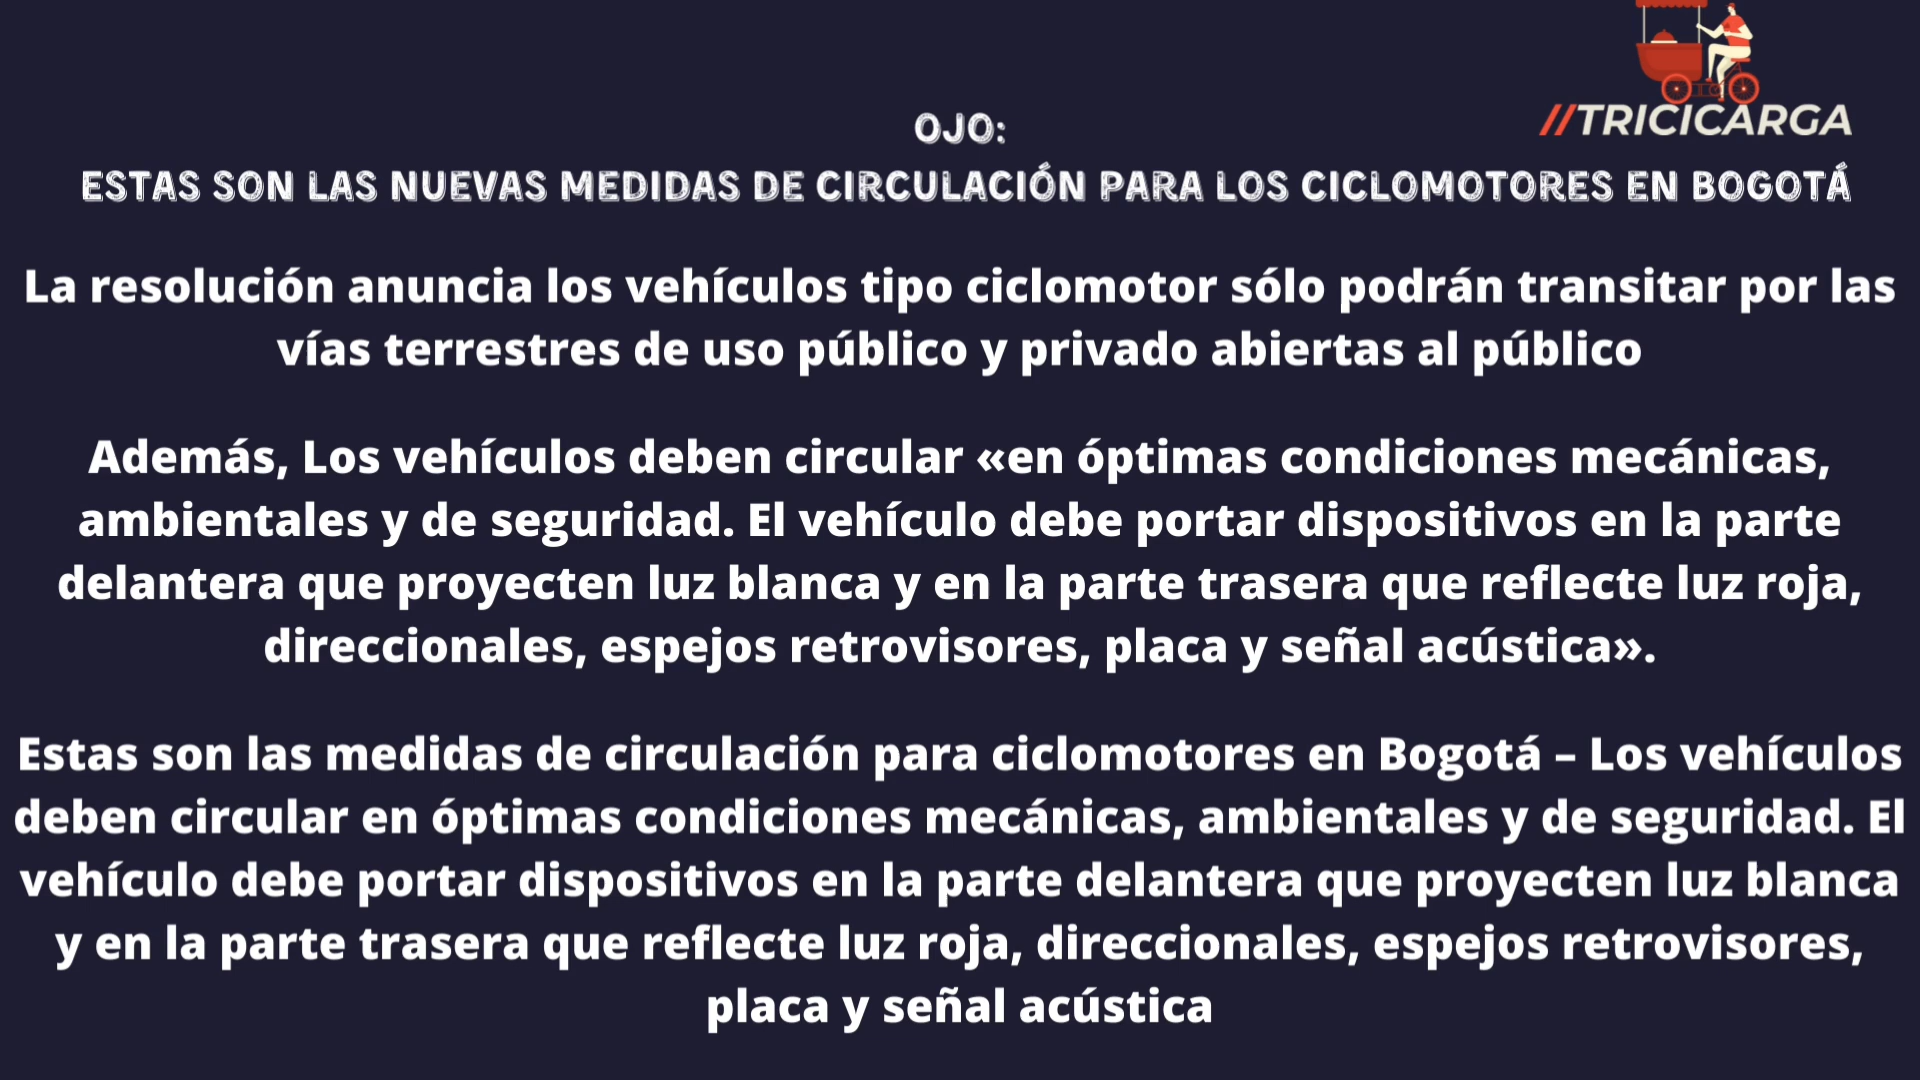 //TRICICARGA
OJO:
ESTAS SON LAS NUEVAS MEDIDAS DE CIRCULACIÓN PARA LOS CICLOMOTORES EN BOGOTÁ
La resolución anuncia los vehículos tipo ciclomotor sólo podrán transitar por las
vías terrestres de uso público y privado abiertas al público
Además, Los vehículos deben circular «en óptimas condiciones mecánicas,
ambientales y de seguridad. El vehículo debe portar dispositivos en la parte
delantera que proyecten luz blanca y en la parte trasera que reflecte luz roja,
direccionales, espejos retrovisores, placa y señal acústica».
Estas son las medidas de circulación para ciclomotores en Bogotá – Los vehículos
deben circular en óptimas condiciones mecánicas, ambientales y de seguridad. El
vehículo debe portar dispositivos en la parte delantera que proyecten luz blanca
y en la parte trasera que reflecte luz roja, direccionales, espejos retrovisores,
placa y señal acústica